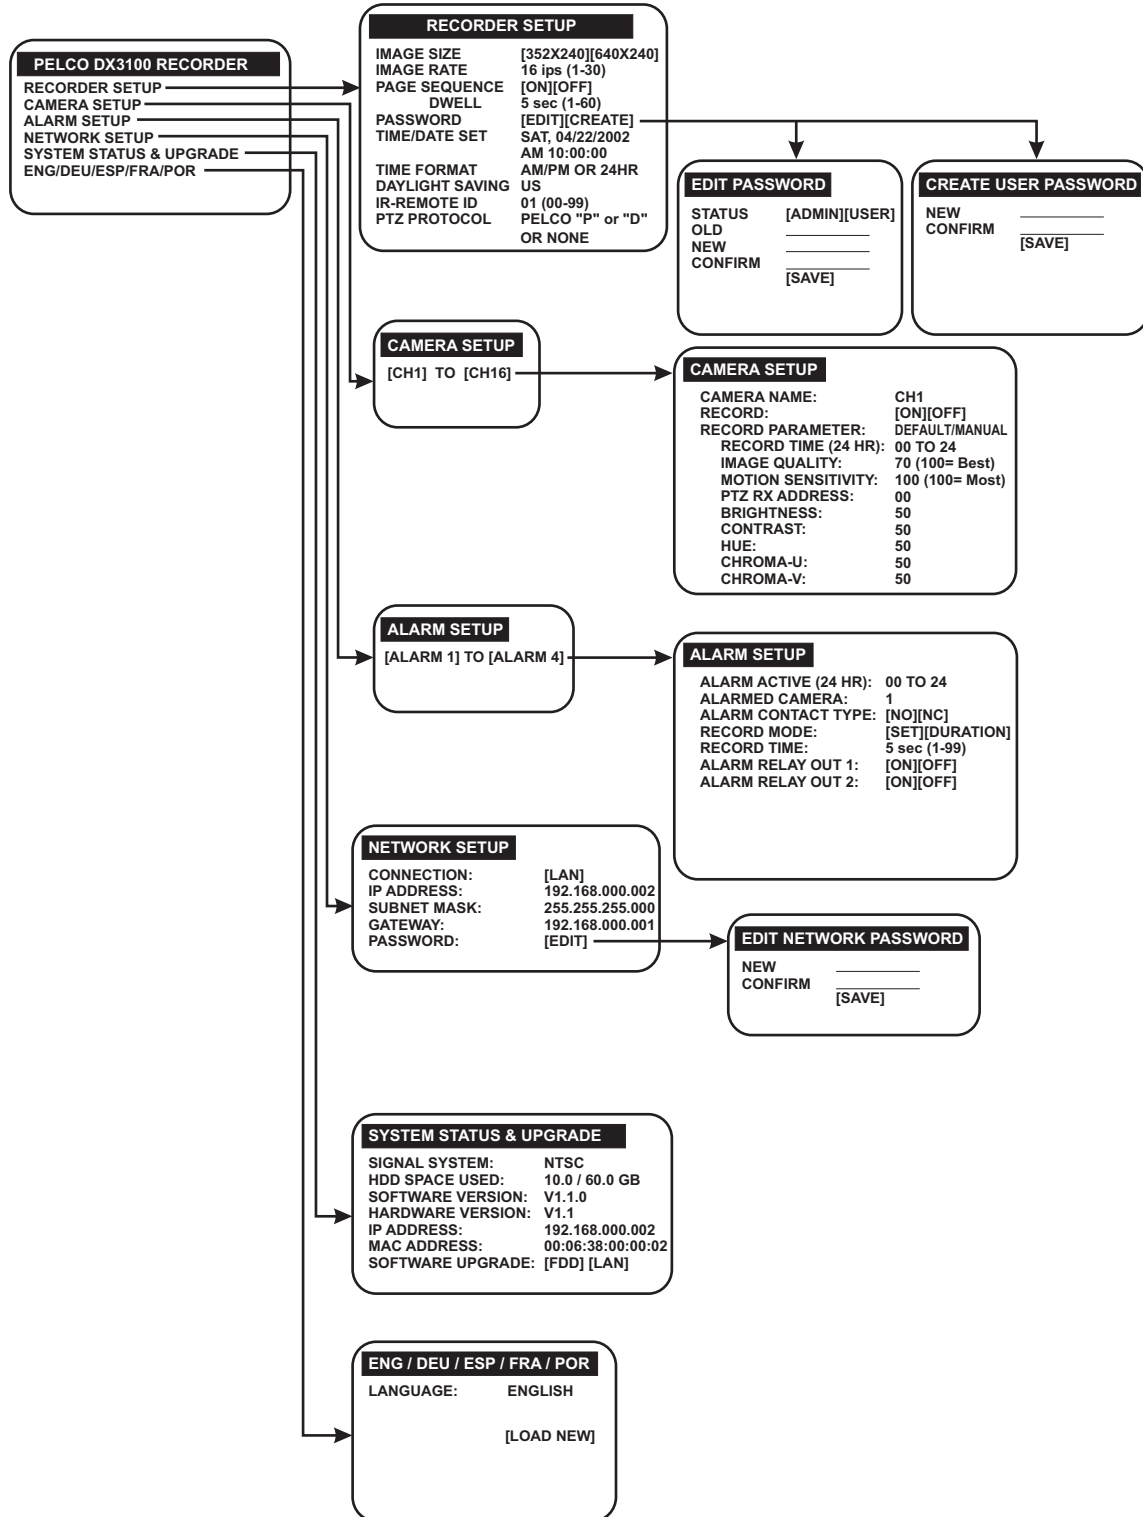 PELCO DX3100 RECORDER
RECORDER SETUP
CAMERA SETUP
ALARM SETUP
NETWORK SETUP
SYSTEM STATUS & UPGRADE
ENG/DEU/ESP/FRA/POR
RECORDER SETUP
IMAGE SIZE [352X240][640X240]
IMAGE RATE 16 ips (1-30)
PAGE SEQUENCE [ON][OFF]
DWELL 5 sec (1-60)
PASSWORD [EDIT][CREATE]
TIME/DATE SET SAT, 04/22/2002
AM 10:00:00
TIME FORMAT AM/PM OR 24HR
DAYLIGHT SAVING US
IR-REMOTE ID 01 (00-99)
PTZ PROTOCOL PELCO "P" or "D"
OR NONE
EDIT PASSWORD
STATUS [ADMIN][USER]
OLD
NEW
CONFIRM
[SAVE]
CREATE USER PASSWORD
NEW
CONFIRM
[SAVE]
CAMERA SETUP
[CH1] TO [CH16]
CAMERA SETUP
CAMERA NAME: CH1
RECORD: [ON][OFF]
RECORD PARAMETER: DEFAULT/MANUAL
RECORD TIME (24 HR): 00 TO 24
IMAGE QUALITY: 70 (100= Best)
MOTION SENSITIVITY: 100 (100= Most)
PTZ RX ADDRESS: 00
BRIGHTNESS: 50
CONTRAST: 50
HUE: 50
CHROMA-U: 50
CHROMA-V: 50
ALARM SETUP
[ALARM 1] TO [ALARM 4]
ALARM SETUP
ALARM ACTIVE (24 HR): 00 TO 24
ALARMED CAMERA: 1
ALARM CONTACT TYPE: [NO][NC]
RECORD MODE: [SET][DURATION]
RECORD TIME: 5 sec (1-99)
ALARM RELAY OUT 1: [ON][OFF]
ALARM RELAY OUT 2: [ON][OFF]
NETWORK SETUP
CONNECTION: [LAN]
IP ADDRESS: 192.168.000.002
SUBNET MASK: 255.255.255.000
GATEWAY: 192.168.000.001
PASSWORD: [EDIT]
EDIT NETWORK PASSWORD
NEW
CONFIRM
[SAVE]
SYSTEM STATUS & UPGRADE
SIGNAL SYSTEM: NTSC
HDD SPACE USED: 10.0 / 60.0 GB
SOFTWARE VERSION: V1.1.0
HARDWARE VERSION: V1.1
IP ADDRESS: 192.168.000.002
MAC ADDRESS: 00:06:38:00:00:02
SOFTWARE UPGRADE: [FDD] [LAN]
ENG / DEU / ESP / FRA / POR
LANGUAGE: ENGLISH
[LOAD NEW]